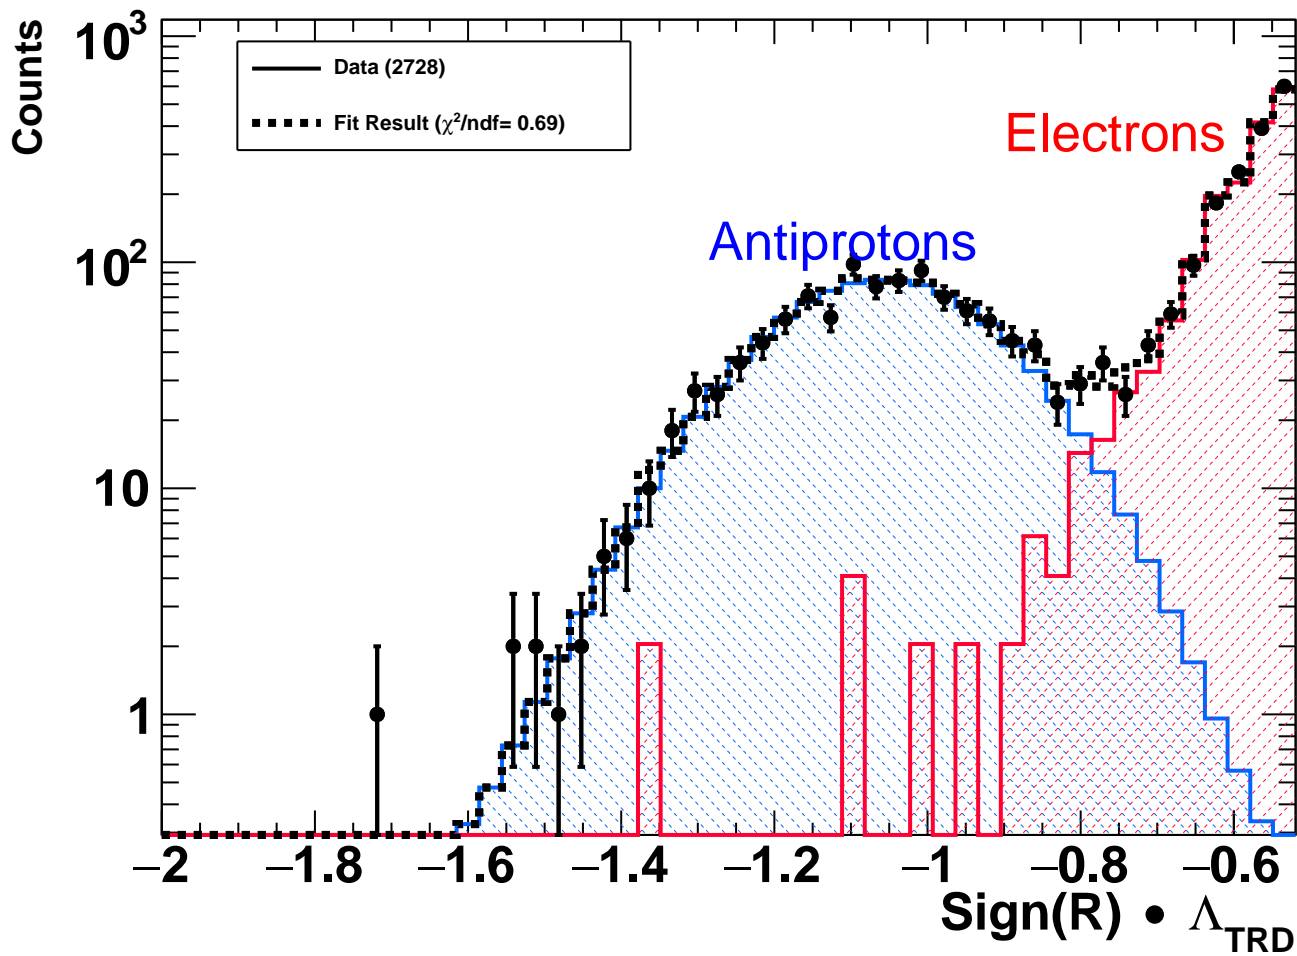 Counts
10³
10²
10
1
Data (2728)
Fit Result (χ²/ndf= 0.69)
Electrons
Antiprotons
−2
−1.8
−1.6
−1.4
−1.2
−1
−0.8
−0.6
Sign(R) • Λ_TRD